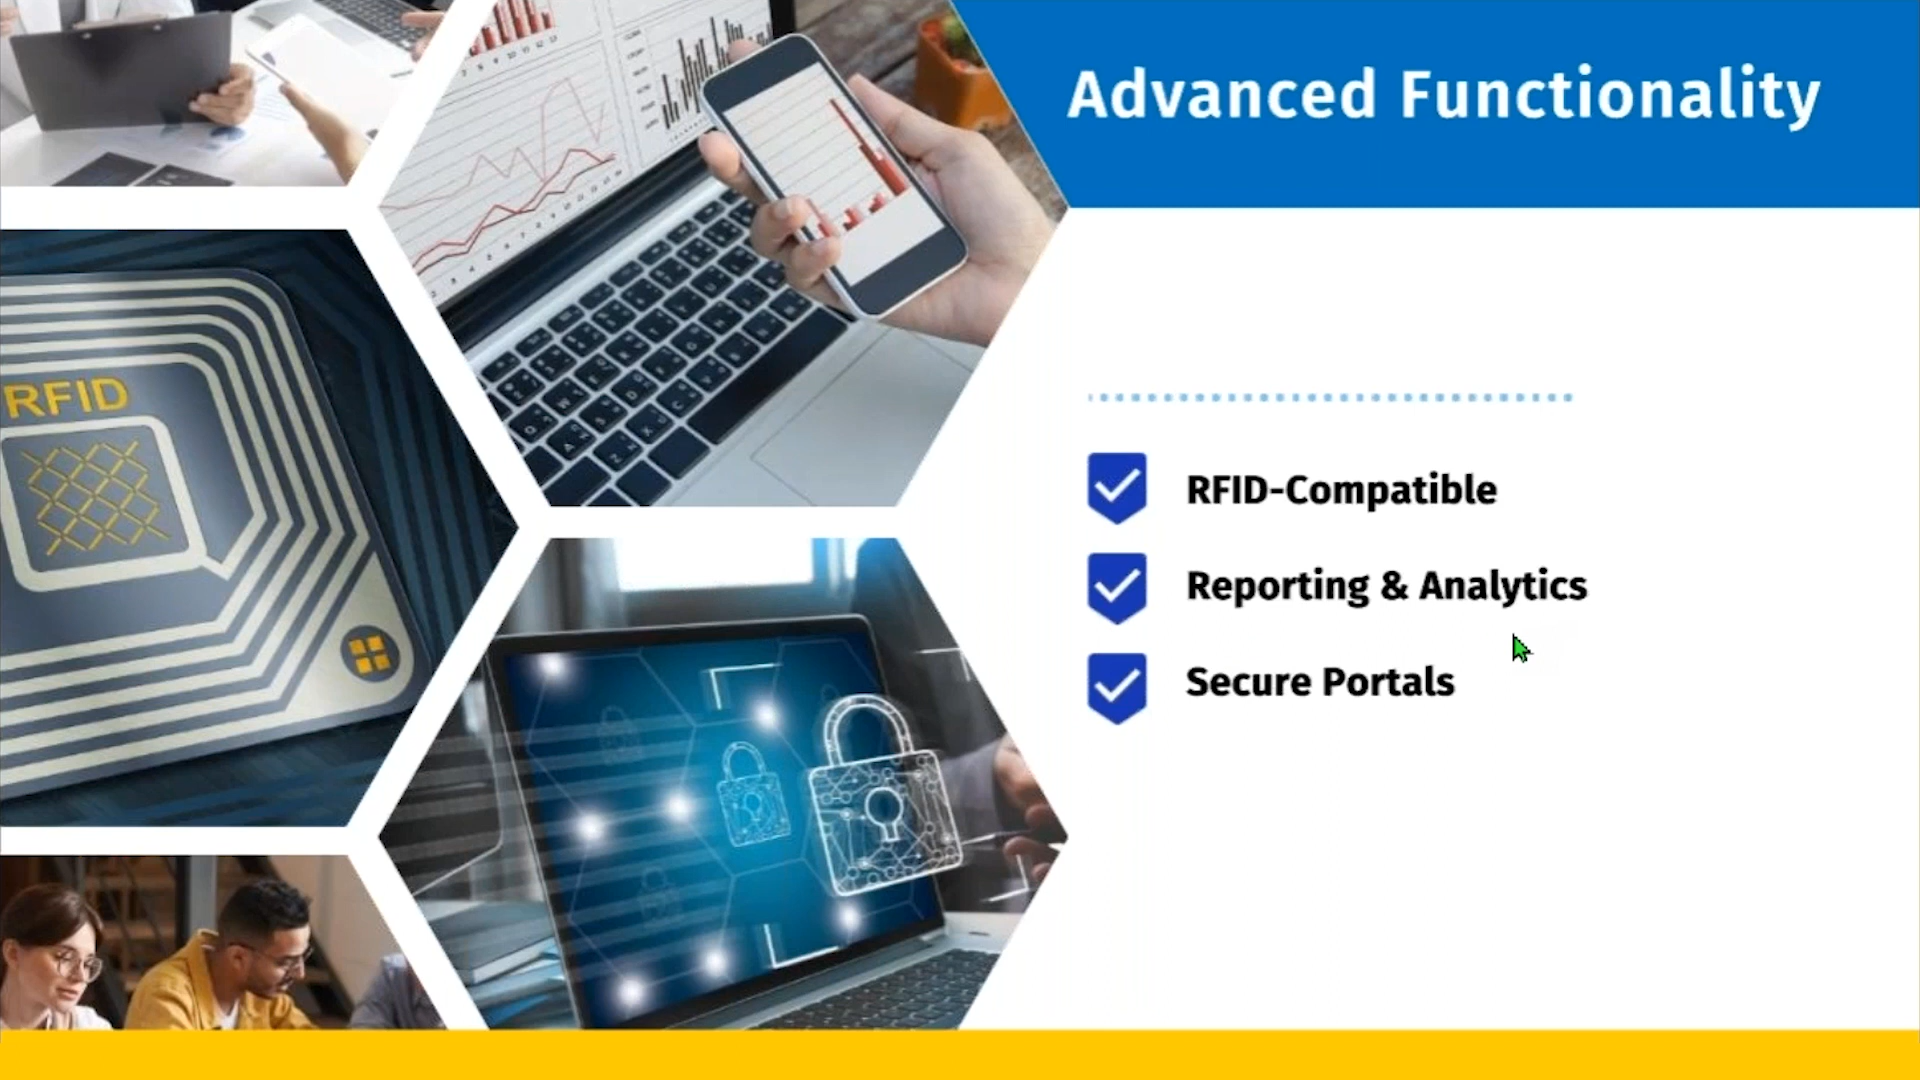 Advanced Functionality
RFID
RFID-Compatible
Reporting & Analytics
Secure Portals